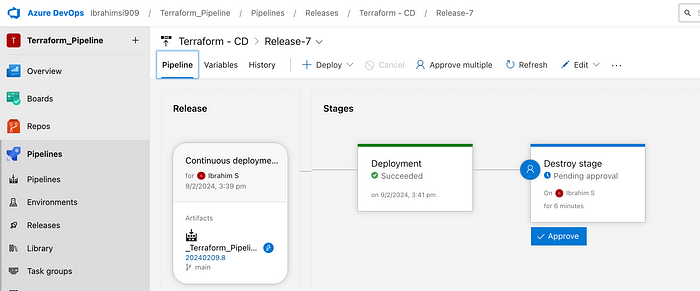 Azure DevOps Ibrahimsi909 / Terraform_Pipeline / Pipelines / Releases / Terraform - CD / Release-7
T Terraform_Pipeline +
Overview
Boards
Repos
Pipelines
Pipelines
Environments
Releases
Library
Task groups
Terraform - CD > Release-7
Pipeline Variables History + Deploy Cancel Approve multiple Refresh Edit ...
Release
Continuous deployme...
for Ibrahim S
9/2/2024, 3:39 pm
Artifacts
_Terraform_Pipeli...
20240209.8
main
Stages
Deployment
Succeeded
on 9/2/2024, 3:41 pm
Destroy stage
Pending approval
On Ibrahim S
for 6 minutes
Approve